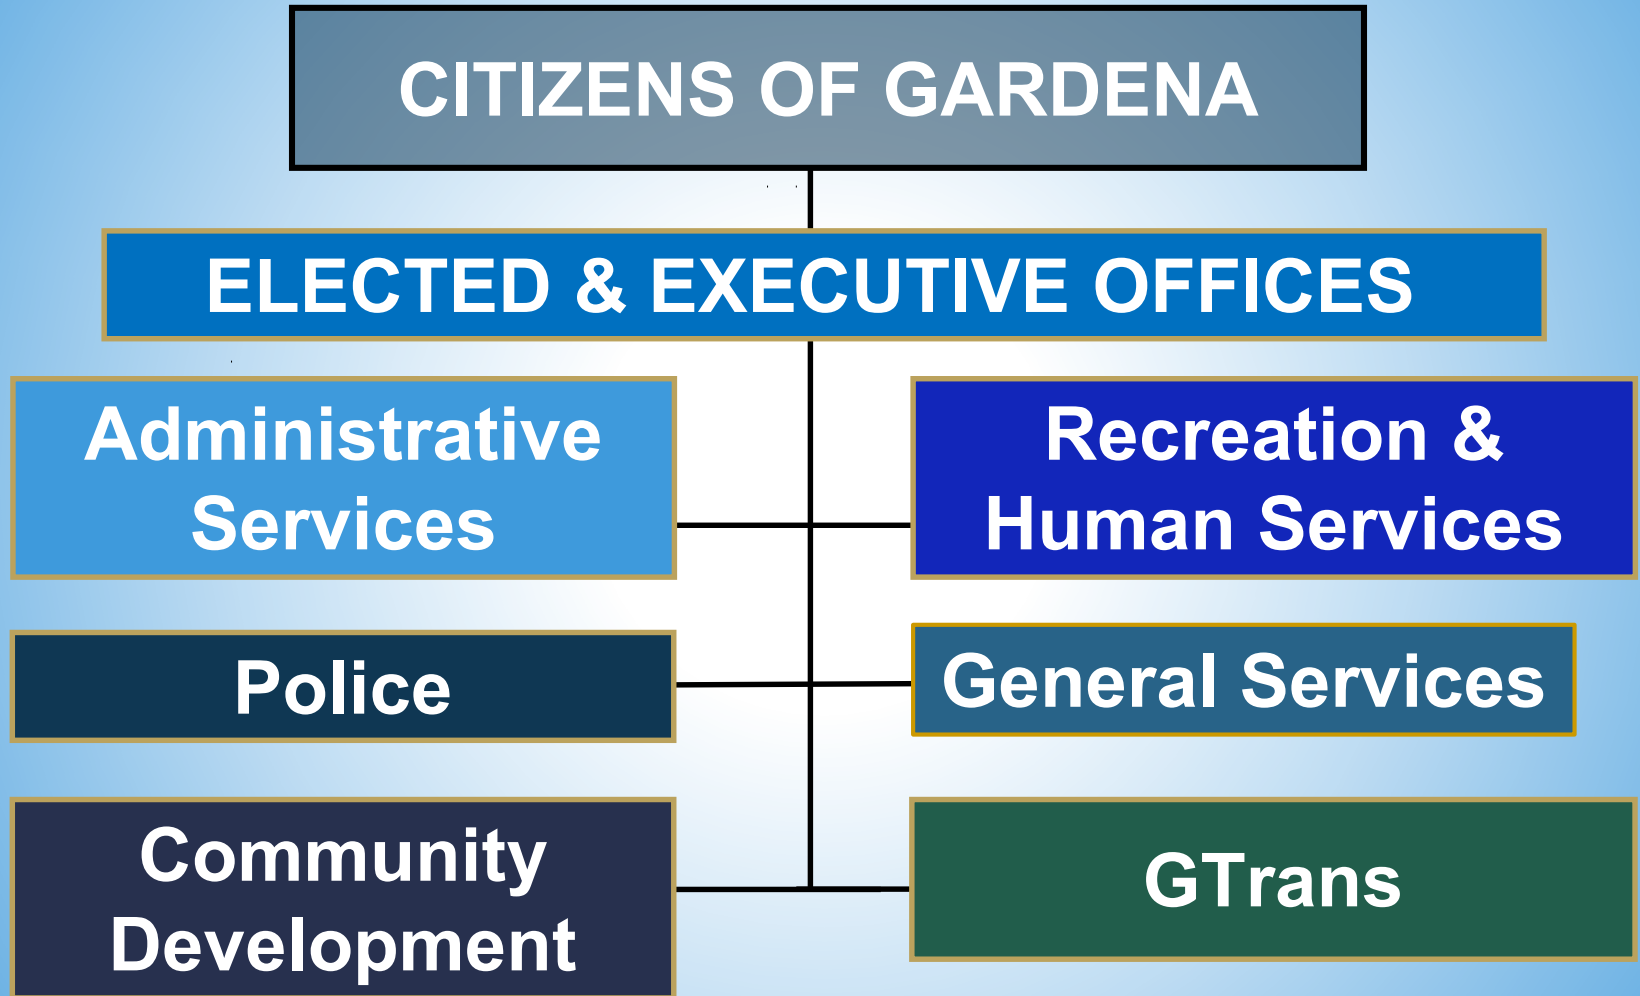 CITIZENS OF GARDENA
ELECTED & EXECUTIVE OFFICES
Administrative
Services
Recreation &
Human Services
Police
General Services
Community
Development
GTrans